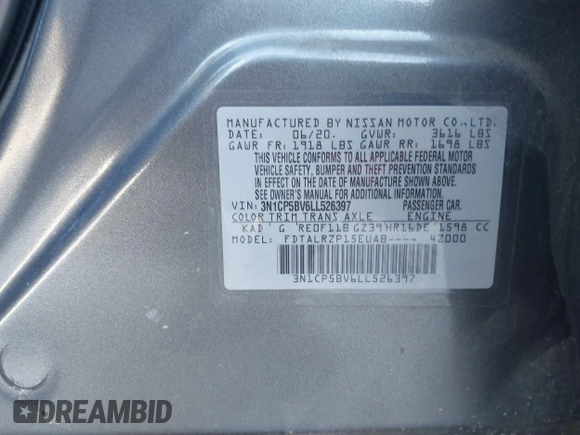 MANUFACTURED BY NISSAN MOTOR CO.,LTD.
DATE: 06/20. GVWR: 3616 LBS
GAWR FR: 1918 LBS GAWR RR: 1698 LBS
THIS VEHICLE CONFORMS TO ALL APPLICABLE FEDERAL MOTOR
VEHICLE SAFETY, BUMPER AND THEFT PREVENTION STANDARDS
IN EFFECT ON THE DATE OF MANUFACTURE SHOWN ABOVE.
SEE OWNER'S MANUAL FOR ADDITIONAL INFORMATION.
VIN: 3N1CP5BV6LL526397 PASSENGER CAR.
COLOR TRIM TRANS AXLE ENGINE
KAD G RE0F11B GZ39 HR16DE 1598 CC
MODEL: FDTALRZP15EUAB---- 4Z000
3N1CP5BV6LL526397
DREAMBID